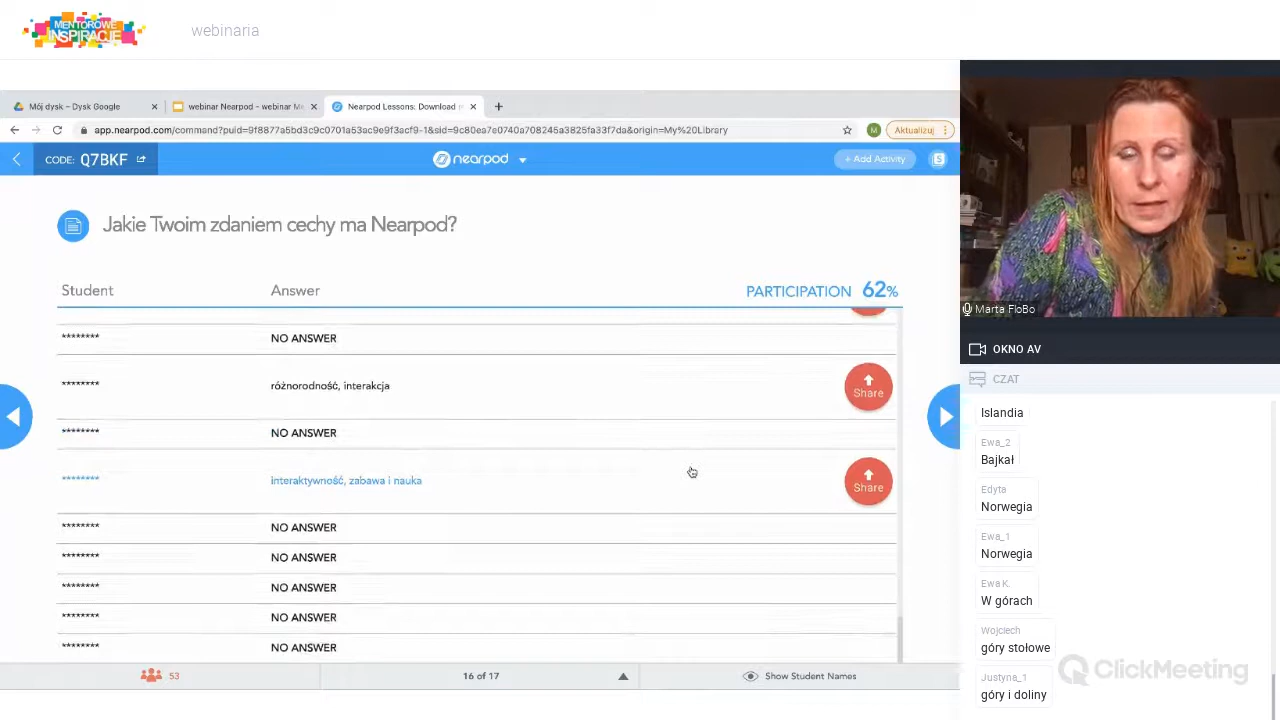 MENTOROWE
INSPIRACJE
webinaria
Mój dysk – Dysk Google
webinar Nearpod - webinar Me
Nearpod Lessons: Download
app.nearpod.com/command?puid=9f8877a5bd3c9c0701a53ac9e9f3acf9-1&sid=9c80ea7e0740a708245a3825fa33f7da&origin=My%20Library
M
Aktualizuj
CODE: Q7BKF
nearpod
+ Add Activity
S
Jakie Twoim zdaniem cechy ma Nearpod?
Student Answer PARTICIPATION 62%
******** NO ANSWER
******** różnorodność, interakcja Share
******** NO ANSWER
******** interaktywność, zabawa i nauka Share
******** NO ANSWER
******** NO ANSWER
******** NO ANSWER
******** NO ANSWER
******** NO ANSWER
53 16 of 17 Show Student Names
Marta FloBo
OKNO AV
CZAT
Islandia
Ewa_2
Bajkał
Edyta
Norwegia
Ewa_1
Norwegia
Ewa K.
W górach
Wojciech
góry stołowe
Justyna_1
góry i doliny
ClickMeeting